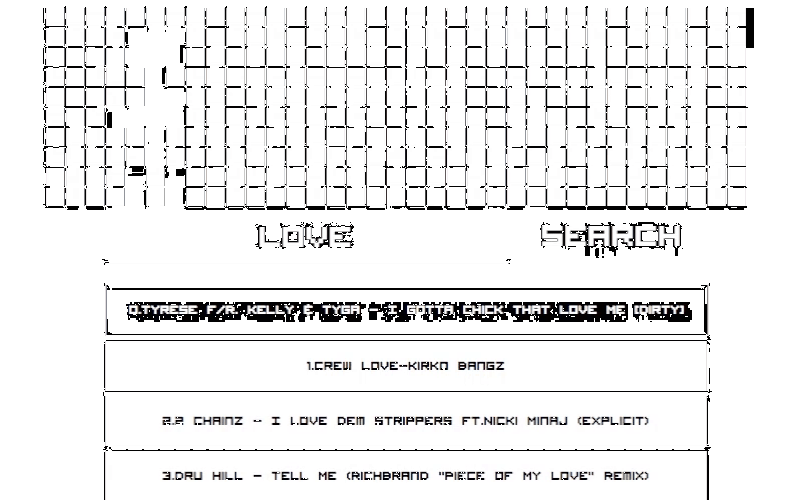 LOVE SEARCH
0.TYRESE F/R. KELLY & TYGA - I GOTTA CHICK THAT LOVE ME (DIRTY)
1.CREW LOVE-KIRKO BANGZ
2.2 CHAINZ - I LOVE DEM STRIPPERS FT.NICKI MINAJ (EXPLICIT)
3.DRU HILL - TELL ME (RICHBRAND "PIECE OF MY LOVE" REMIX)